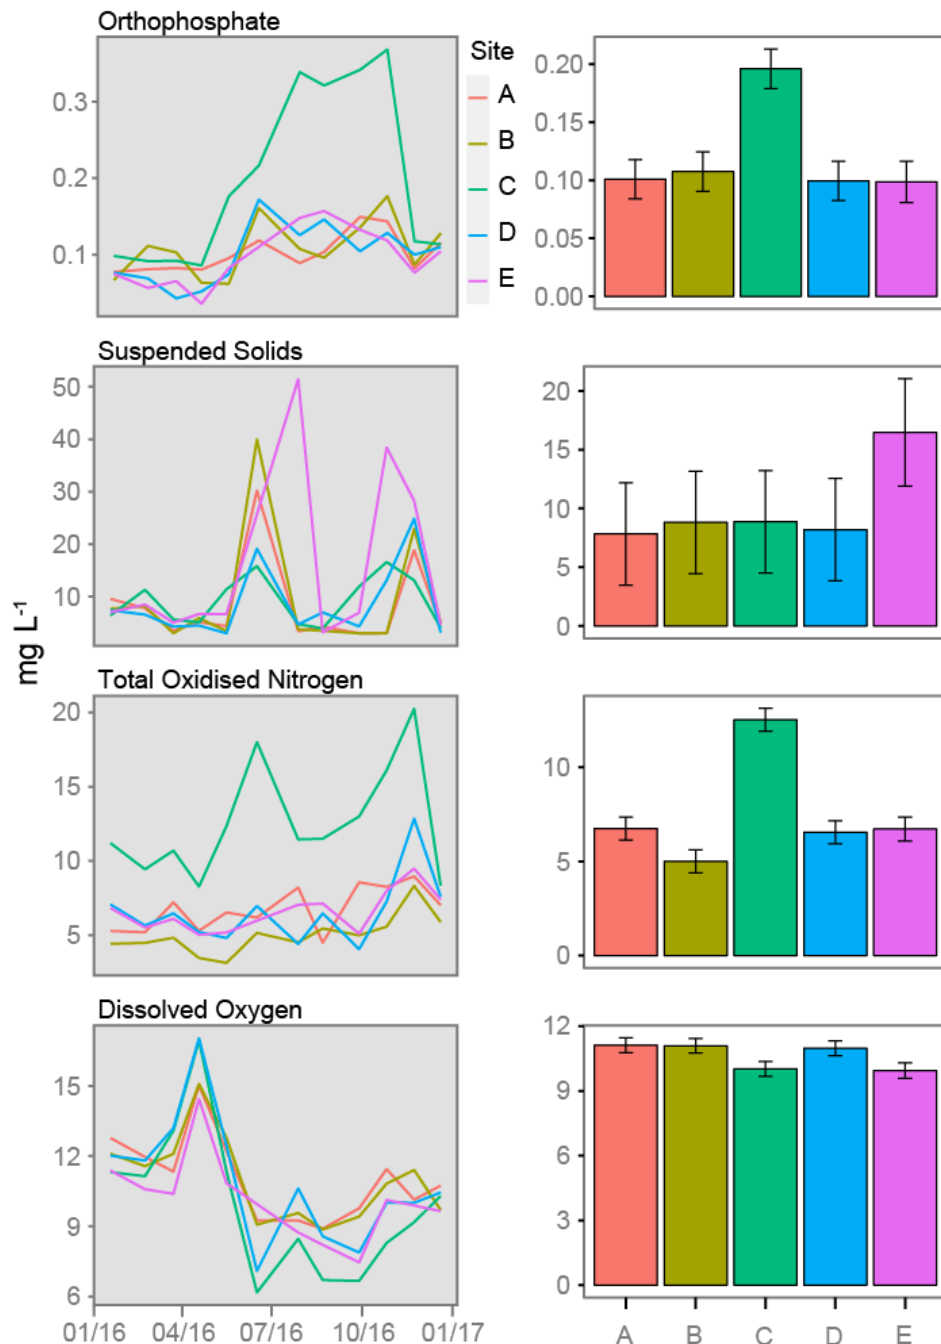 Orthophosphate
Site
A
B
C
D
E
0.3
0.2
0.1
0.20
0.15
0.10
0.05
0.00
Suspended Solids
50
40
30
20
10
20
15
10
5
0
mg L⁻¹
Total Oxidised Nitrogen
20
15
10
5
10
5
0
Dissolved Oxygen
15
12
9
6
12
9
6
3
0
01/16 04/16 07/16 10/16 01/17
A B C D E